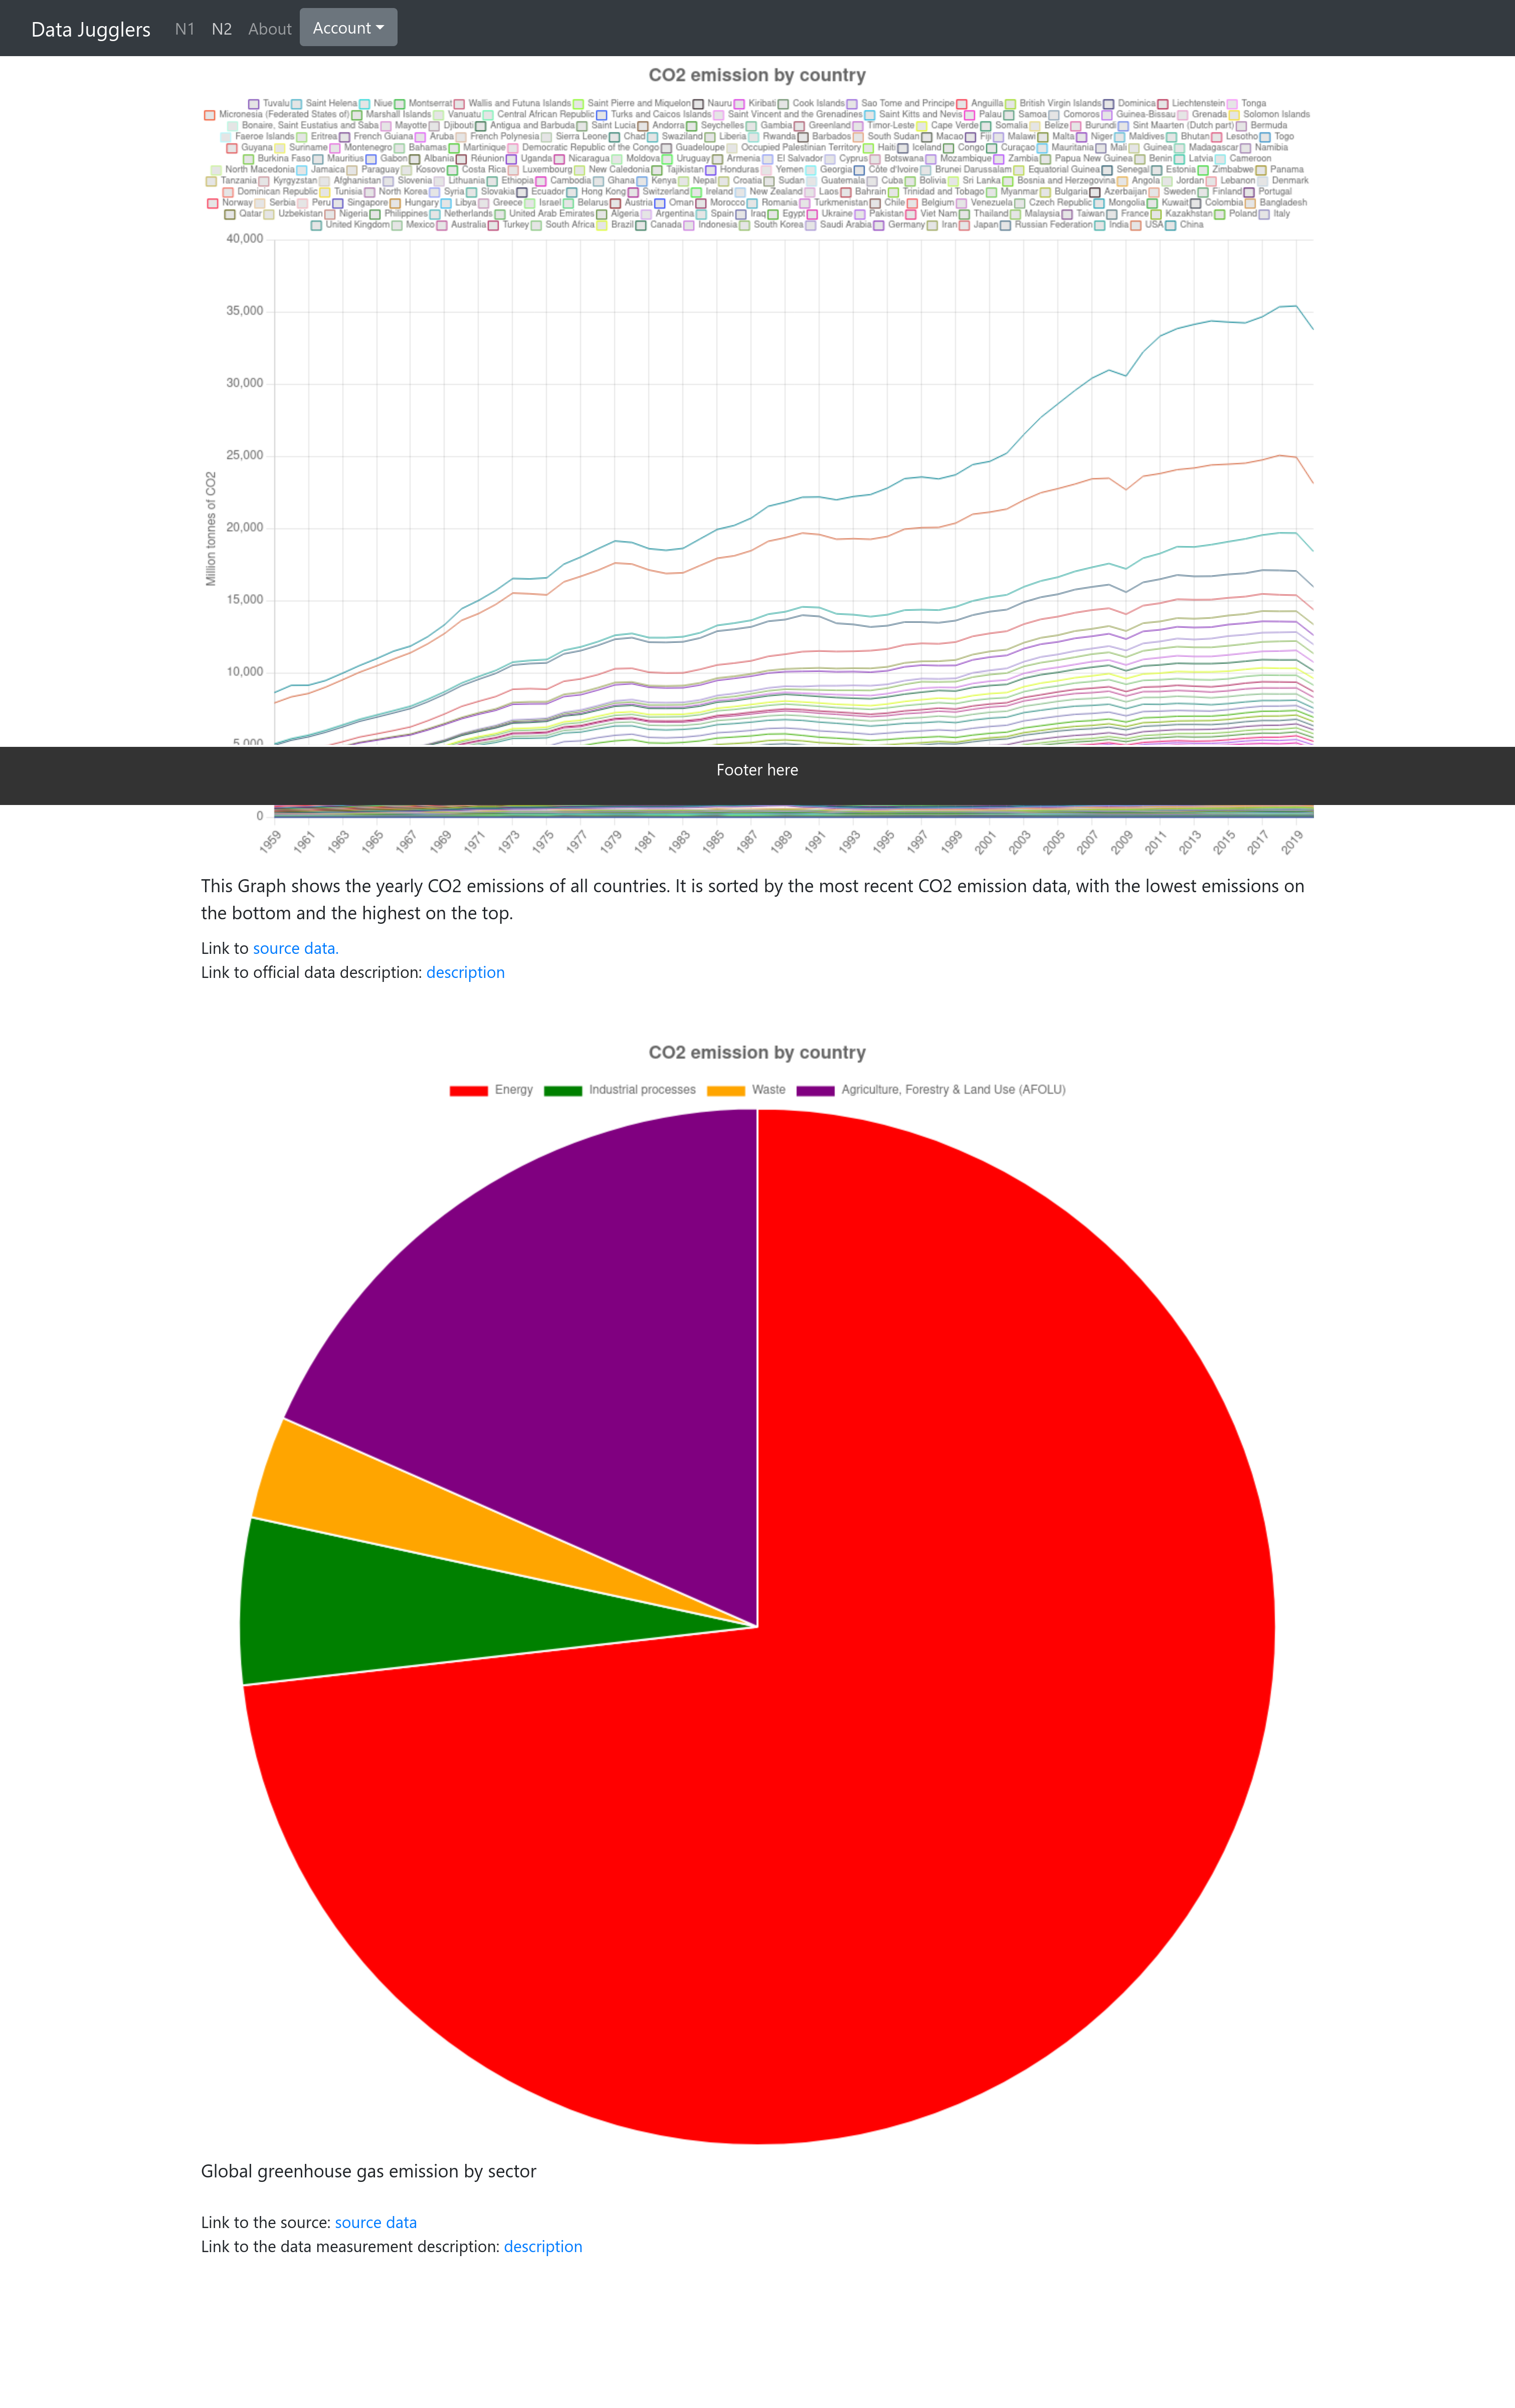 Data Jugglers N1 N2 About Account
CO2 emission by country
Tuvalu Saint Helena Niue Montserrat Wallis and Futuna Islands Saint Pierre and Miquelon Nauru Kiribati Cook Islands Sao Tome and Principe Anguilla British Virgin Islands Dominica Liechtenstein Tonga
Micronesia (Federated States of) Marshall Islands Vanuatu Central African Republic Turks and Caicos Islands Saint Vincent and the Grenadines Saint Kitts and Nevis Palau Samoa Comoros Guinea-Bissau Grenada Solomon Islands
Bonaire, Saint Eustatius and Saba Mayotte Djibouti Antigua and Barbuda Saint Lucia Andorra Seychelles Gambia Greenland Timor-Leste Cape Verde Somalia Belize Burundi Sint Maarten (Dutch part) Bermuda
Faeroe Islands Eritrea French Guiana Aruba French Polynesia Sierra Leone Chad Swaziland Liberia Rwanda Barbados South Sudan Macao Fiji Malawi Malta Niger Maldives Bhutan Lesotho Togo
Guyana Suriname Montenegro Bahamas Martinique Democratic Republic of the Congo Guadeloupe Occupied Palestinian Territory Haiti Iceland Congo Curaçao Mauritania Mali Guinea Madagascar Namibia
Burkina Faso Mauritius Gabon Albania Réunion Uganda Nicaragua Moldova Uruguay Armenia El Salvador Cyprus Botswana Mozambique Zambia Papua New Guinea Benin Latvia Cameroon
North Macedonia Jamaica Paraguay Kosovo Costa Rica Luxembourg New Caledonia Tajikistan Honduras Yemen Georgia Côte d'Ivoire Brunei Darussalam Equatorial Guinea Senegal Estonia Zimbabwe Panama
Tanzania Kyrgyzstan Afghanistan Slovenia Lithuania Ethiopia Cambodia Ghana Kenya Nepal Croatia Sudan Guatemala Cuba Bolivia Sri Lanka Bosnia and Herzegovina Angola Jordan Lebanon Denmark
Dominican Republic Tunisia North Korea Syria Slovakia Ecuador Hong Kong Switzerland Ireland New Zealand Laos Bahrain Trinidad and Tobago Myanmar Bulgaria Azerbaijan Sweden Finland Portugal
Norway Serbia Peru Singapore Hungary Libya Greece Israel Belarus Austria Oman Morocco Romania Turkmenistan Chile Belgium Venezuela Czech Republic Mongolia Kuwait Colombia Bangladesh
Qatar Uzbekistan Nigeria Philippines Netherlands United Arab Emirates Algeria Argentina Spain Iraq Egypt Ukraine Pakistan Viet Nam Thailand Malaysia Taiwan France Kazakhstan Poland Italy
United Kingdom Mexico Australia Turkey South Africa Brazil Canada Indonesia South Korea Saudi Arabia Germany Iran Japan Russian Federation India USA China
40,000
35,000
30,000
25,000
Million tonnes of CO2
20,000
15,000
10,000
5,000
Footer here
0
1959 1961 1963 1965 1967 1969 1971 1973 1975 1977 1979 1981 1983 1985 1987 1989 1991 1993 1995 1997 1999 2001 2003 2005 2007 2009 2011 2013 2015 2017 2019
This Graph shows the yearly CO2 emissions of all countries. It is sorted by the most recent CO2 emission data, with the lowest emissions on
the bottom and the highest on the top.
Link to source data.
Link to official data description: description
CO2 emission by country
Energy Industrial processes Waste Agriculture, Forestry & Land Use (AFOLU)
Global greenhouse gas emission by sector
Link to the source: source data
Link to the data measurement description: description